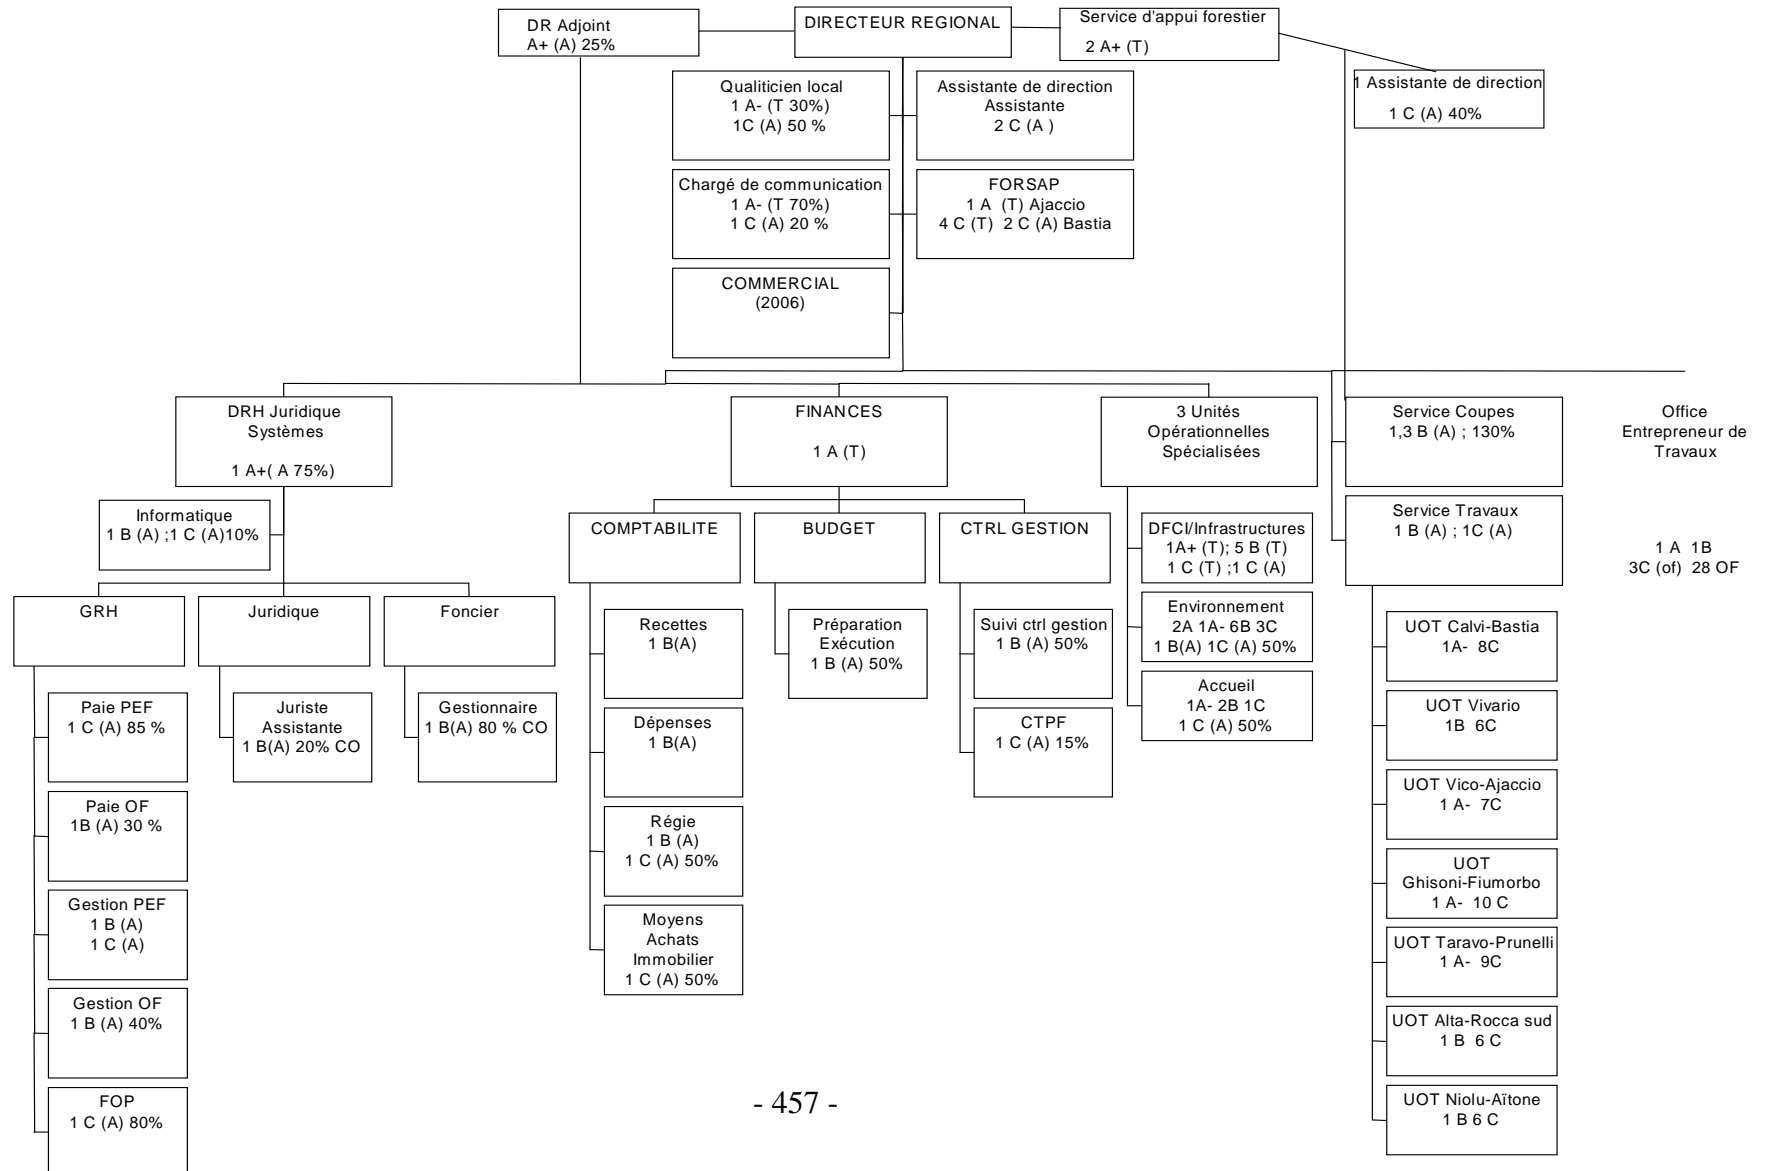 DR Adjoint
A+ (A) 25%
DIRECTEUR REGIONAL
Service d'appui forestier
2 A+ (T)
1 Assistante de direction
1 C (A) 40%
Qualiticien local
1 A- (T 30%)
1C (A) 50 %
Assistante de direction
Assistante
2 C (A )
Chargé de communication
1 A- (T 70%)
1 C (A) 20 %
FORSAP
1 A (T) Ajaccio
4 C (T) 2 C (A) Bastia
COMMERCIAL
(2006)
DRH Juridique
Systèmes
1 A+( A 75%)
FINANCES
1 A (T)
3 Unités
Opérationnelles
Spécialisées
Service Coupes
1,3 B (A) ; 130%
Office
Entrepreneur de
Travaux
1 A 1B
3C (of) 28 OF
Informatique
1 B (A) ;1 C (A)10%
COMPTABILITE
BUDGET
CTRL GESTION
DFCI/Infrastructures
1A+ (T); 5 B (T)
1 C (T) ;1 C (A)
Service Travaux
1 B (A) ; 1C (A)
GRH
Juridique
Foncier
Recettes
1 B(A)
Préparation
Exécution
1 B (A) 50%
Suivi ctrl gestion
1 B (A) 50%
Environnement
2A 1A- 6B 3C
1 B(A) 1C (A) 50%
UOT Calvi-Bastia
1A- 8C
Paie PEF
1 C (A) 85 %
Juriste
Assistante
1 B(A) 20% CO
Gestionnaire
1 B(A) 80 % CO
Dépenses
1 B(A)
CTPF
1 C (A) 15%
Accueil
1A- 2B 1C
1 C (A) 50%
UOT Vivario
1B 6C
Paie OF
1B (A) 30 %
Régie
1 B (A)
1 C (A) 50%
UOT Vico-Ajaccio
1 A- 7C
UOT
Ghisoni-Fiumorbo
1 A- 10 C
Gestion PEF
1 B (A)
1 C (A)
Moyens
Achats
Immobilier
1 C (A) 50%
UOT Taravo-Prunelli
1 A- 9C
Gestion OF
1 B (A) 40%
UOT Alta-Rocca sud
1 B 6 C
FOP
1 C (A) 80%
UOT Niolu-Aïtone
1 B 6 C
- 457 -